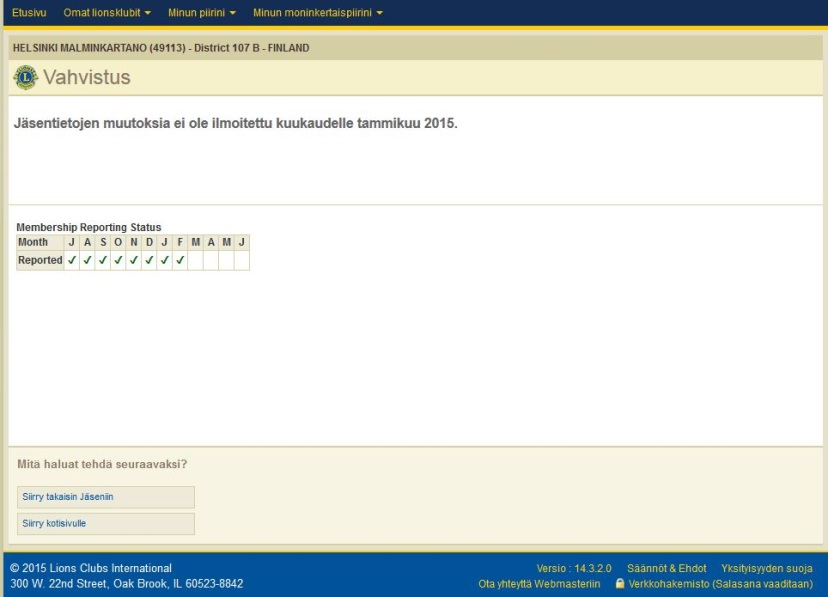 Etusivu Omat lionsklubit Minun piirini Minun moninkertaispiirini
HELSINKI MALMINKARTANO (49113) - District 107 B - FINLAND
Vahvistus
Jäsentietojen muutoksia ei ole ilmoitettu kuukaudelle tammikuu 2015.
Membership Reporting Status
Month J A S O N D J F M A M J
Reported ✓ ✓ ✓ ✓ ✓ ✓ ✓ ✓
Mitä haluat tehdä seuraavaksi?
Siirry takaisin Jäseniin
Siirry kotisivulle
© 2015 Lions Clubs International Versio : 14.3.2.0 Säännöt & Ehdot Yksityisyyden suoja
300 W. 22nd Street, Oak Brook, IL 60523-8842 Ota yhteyttä Webmasteriin Verkkohakemisto (Salasana vaaditaan)